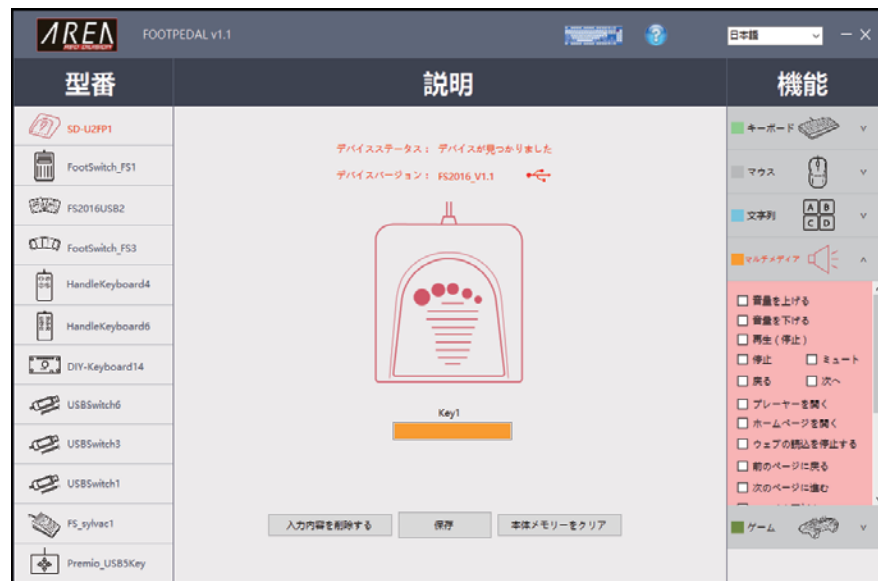 AREA
FOOTPEDAL v1.1
日本語
型番
説明
機能
SD-U2FP1
FootSwitch_FS1
FS2016USB2
FootSwitch_FS3
HandleKeyboard4
HandleKeyboard6
DIY-Keyboard14
USBSwitch6
USBSwitch3
USBSwitch1
FS_sylvac1
Premio_USB5Key
デバイスステータス： デバイスが見つかりました
デバイスバージョン： FS2016_V1.1
Key1
入力内容を削除する
保存
本体メモリーをクリア
キーボード
マウス
文字列
A B
C D
マルチメディア
音量を上げる
音量を下げる
再生(停止)
停止 ミュート
戻る 次へ
プレーヤーを開く
ホームページを開く
ウェブの読込を停止する
前のページに戻る
次のページに進む
ゲーム